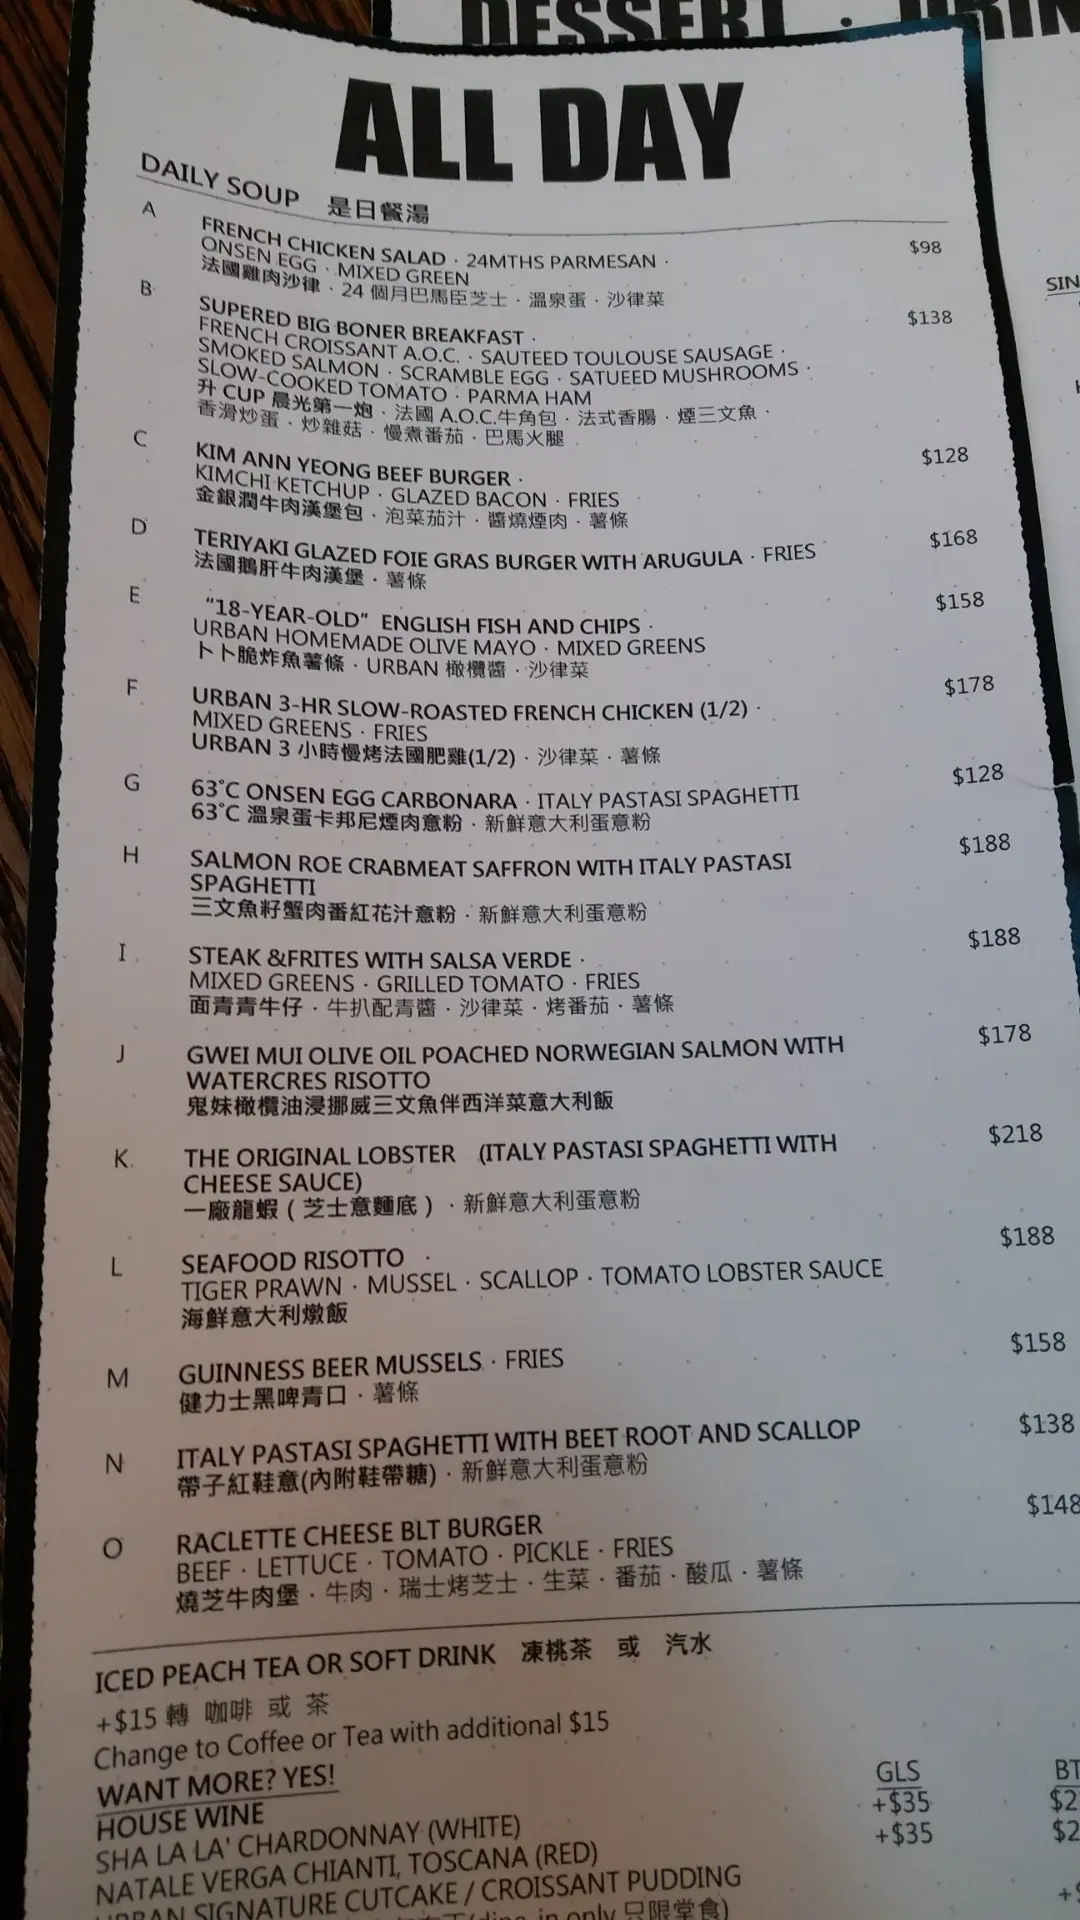 DESSERT · DRIN
ALL DAY
DAILY SOUP 是日餐湯
A FRENCH CHICKEN SALAD · 24MTHS PARMESAN · $98
ONSEN EGG · MIXED GREEN
法國雞肉沙律 · 24 個月巴馬臣芝士 · 溫泉蛋 · 沙律菜
B SUPERED BIG BONER BREAKFAST · $138
FRENCH CROISSANT A.O.C. · SAUTEED TOULOUSE SAUSAGE ·
SMOKED SALMON · SCRAMBLE EGG · SATUEED MUSHROOMS ·
SLOW-COOKED TOMATO · PARMA HAM
升 CUP 晨光第一炮 · 法國 A.O.C.牛角包 · 法式香腸 · 煙三文魚 ·
香滑炒蛋 · 炒雜菇 · 慢煮番茄 · 巴馬火腿
C KIM ANN YEONG BEEF BURGER · $128
KIMCHI KETCHUP · GLAZED BACON · FRIES
金銀潤牛肉漢堡包 · 泡菜茄汁 · 醬燒煙肉 · 薯條
D TERIYAKI GLAZED FOIE GRAS BURGER WITH ARUGULA · FRIES $168
法國鵝肝牛肉漢堡 · 薯條
E “18-YEAR-OLD” ENGLISH FISH AND CHIPS · $158
URBAN HOMEMADE OLIVE MAYO · MIXED GREENS
卜卜脆炸魚薯條 · URBAN 橄欖醬 · 沙律菜
F URBAN 3-HR SLOW-ROASTED FRENCH CHICKEN (1/2) · $178
MIXED GREENS · FRIES
URBAN 3 小時慢烤法國肥雞(1/2) · 沙律菜 · 薯條
G 63°C ONSEN EGG CARBONARA · ITALY PASTASI SPAGHETTI $128
63°C 溫泉蛋卡邦尼煙肉意粉 · 新鮮意大利蛋意粉
H SALMON ROE CRABMEAT SAFFRON WITH ITALY PASTASI $188
SPAGHETTI
三文魚籽蟹肉番紅花汁意粉 · 新鮮意大利蛋意粉
I STEAK &FRITES WITH SALSA VERDE · $188
MIXED GREENS · GRILLED TOMATO · FRIES
面青青牛仔 · 牛扒配青醬 · 沙律菜 · 烤番茄 · 薯條
J GWEI MUI OLIVE OIL POACHED NORWEGIAN SALMON WITH $178
WATERCRES RISOTTO
鬼妹橄欖油浸挪威三文魚伴西洋菜意大利飯
K THE ORIGINAL LOBSTER (ITALY PASTASI SPAGHETTI WITH $218
CHEESE SAUCE)
一廠龍蝦 ( 芝士意麵底 ) · 新鮮意大利蛋意粉
L SEAFOOD RISOTTO · $188
TIGER PRAWN · MUSSEL · SCALLOP · TOMATO LOBSTER SAUCE
海鮮意大利燉飯
M GUINNESS BEER MUSSELS · FRIES $158
健力士黑啤青口 · 薯條
N ITALY PASTASI SPAGHETTI WITH BEET ROOT AND SCALLOP $138
帶子紅鞋意(內附鞋帶糖) · 新鮮意大利蛋意粉
O RACLETTE CHEESE BLT BURGER $148
BEEF · LETTUCE · TOMATO · PICKLE · FRIES
燒芝牛肉堡 · 牛肉 · 瑞士烤芝士 · 生菜 · 番茄 · 酸瓜 · 薯條
ICED PEACH TEA OR SOFT DRINK 凍桃茶 或 汽水
+$15 轉 咖啡 或 茶
Change to Coffee or Tea with additional $15
WANT MORE? YES! GLS BT
HOUSE WINE
SHA LA LA' CHARDONNAY (WHITE) +$35 $2
NATALE VERGA CHIANTI, TOSCANA (RED) +$35 $2
URBAN SIGNATURE CUTCAKE / CROISSANT PUDDING
(dine-in only 只限堂食)
SIN